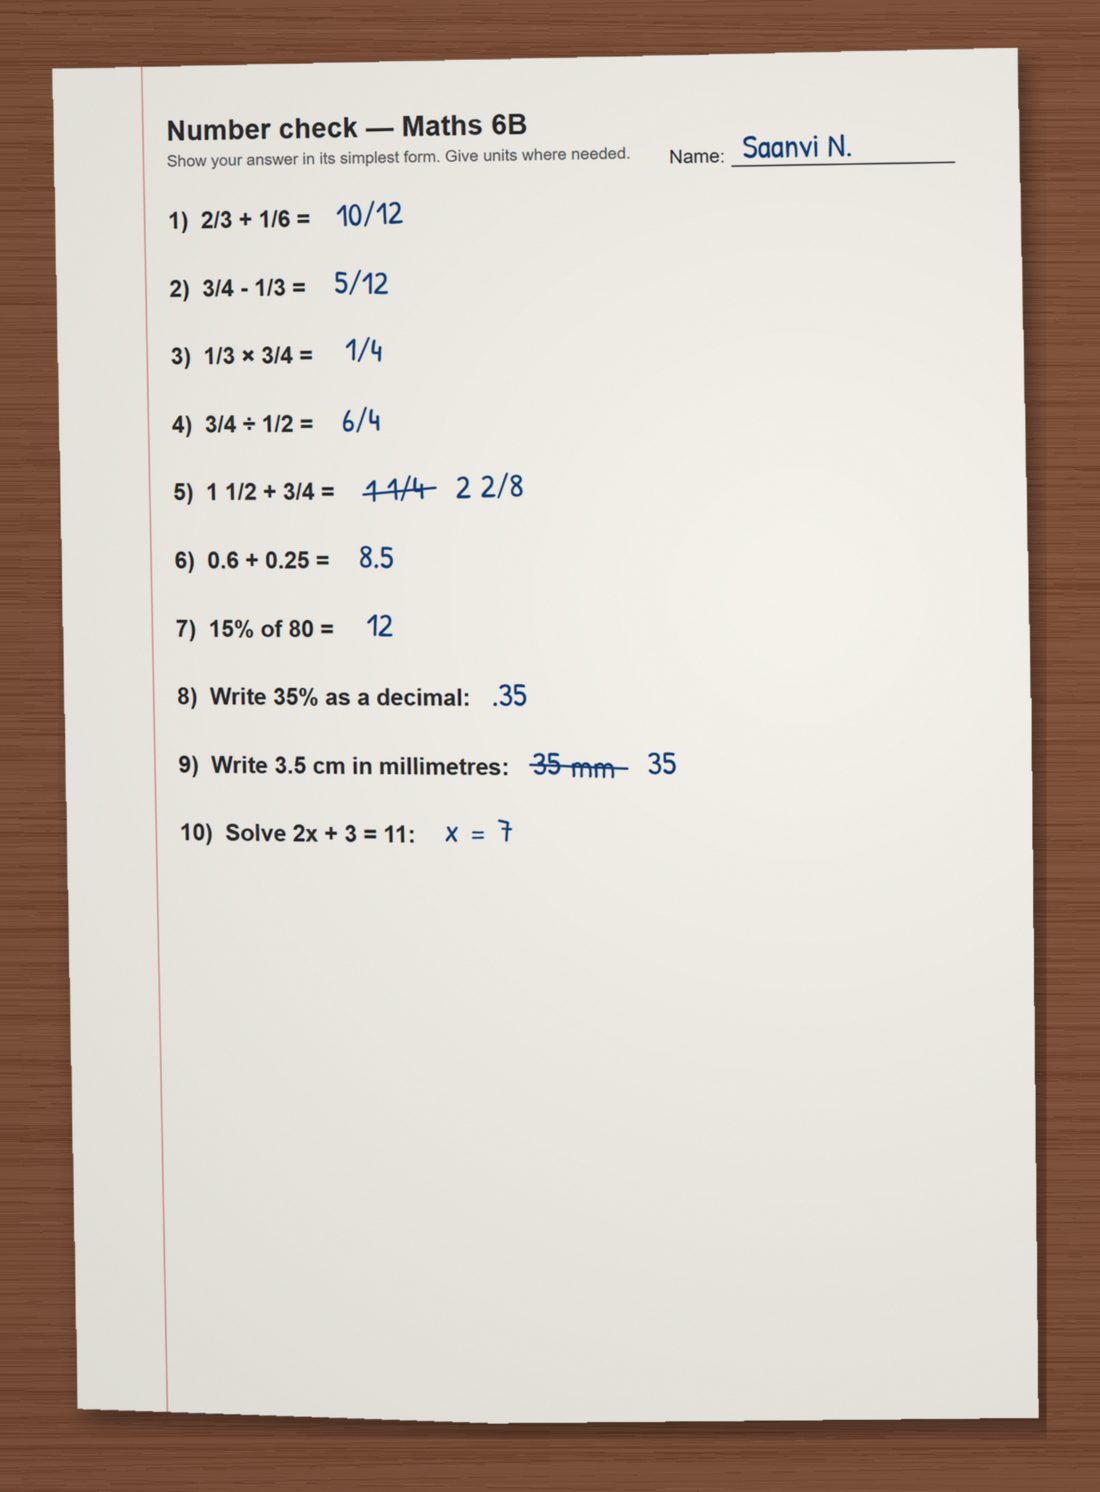 Number check — Maths 6B
Show your answer in its simplest form. Give units where needed. Name: Saanvi N.
1) 2/3 + 1/6 = 10/12
2) 3/4 - 1/3 = 5/12
3) 1/3 × 3/4 = 1/4
4) 3/4 ÷ 1/2 = 6/4
5) 1 1/2 + 3/4 = 1 1/4 2 2/8
6) 0.6 + 0.25 = 8.5
7) 15% of 80 = 12
8) Write 35% as a decimal: .35
9) Write 3.5 cm in millimetres: 35 mm 35
10) Solve 2x + 3 = 11: x = 7